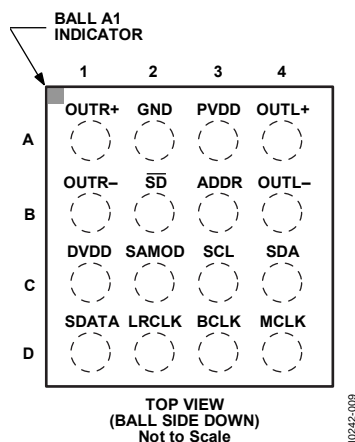 BALL A1
INDICATOR
1 2 3 4
A
OUTR+ GND PVDD OUTL+
B
OUTR– S̅D̅ ADDR OUTL–
C
DVDD SAMOD SCL SDA
D
SDATA LRCLK BCLK MCLK
TOP VIEW
(BALL SIDE DOWN)
Not to Scale
10242-009